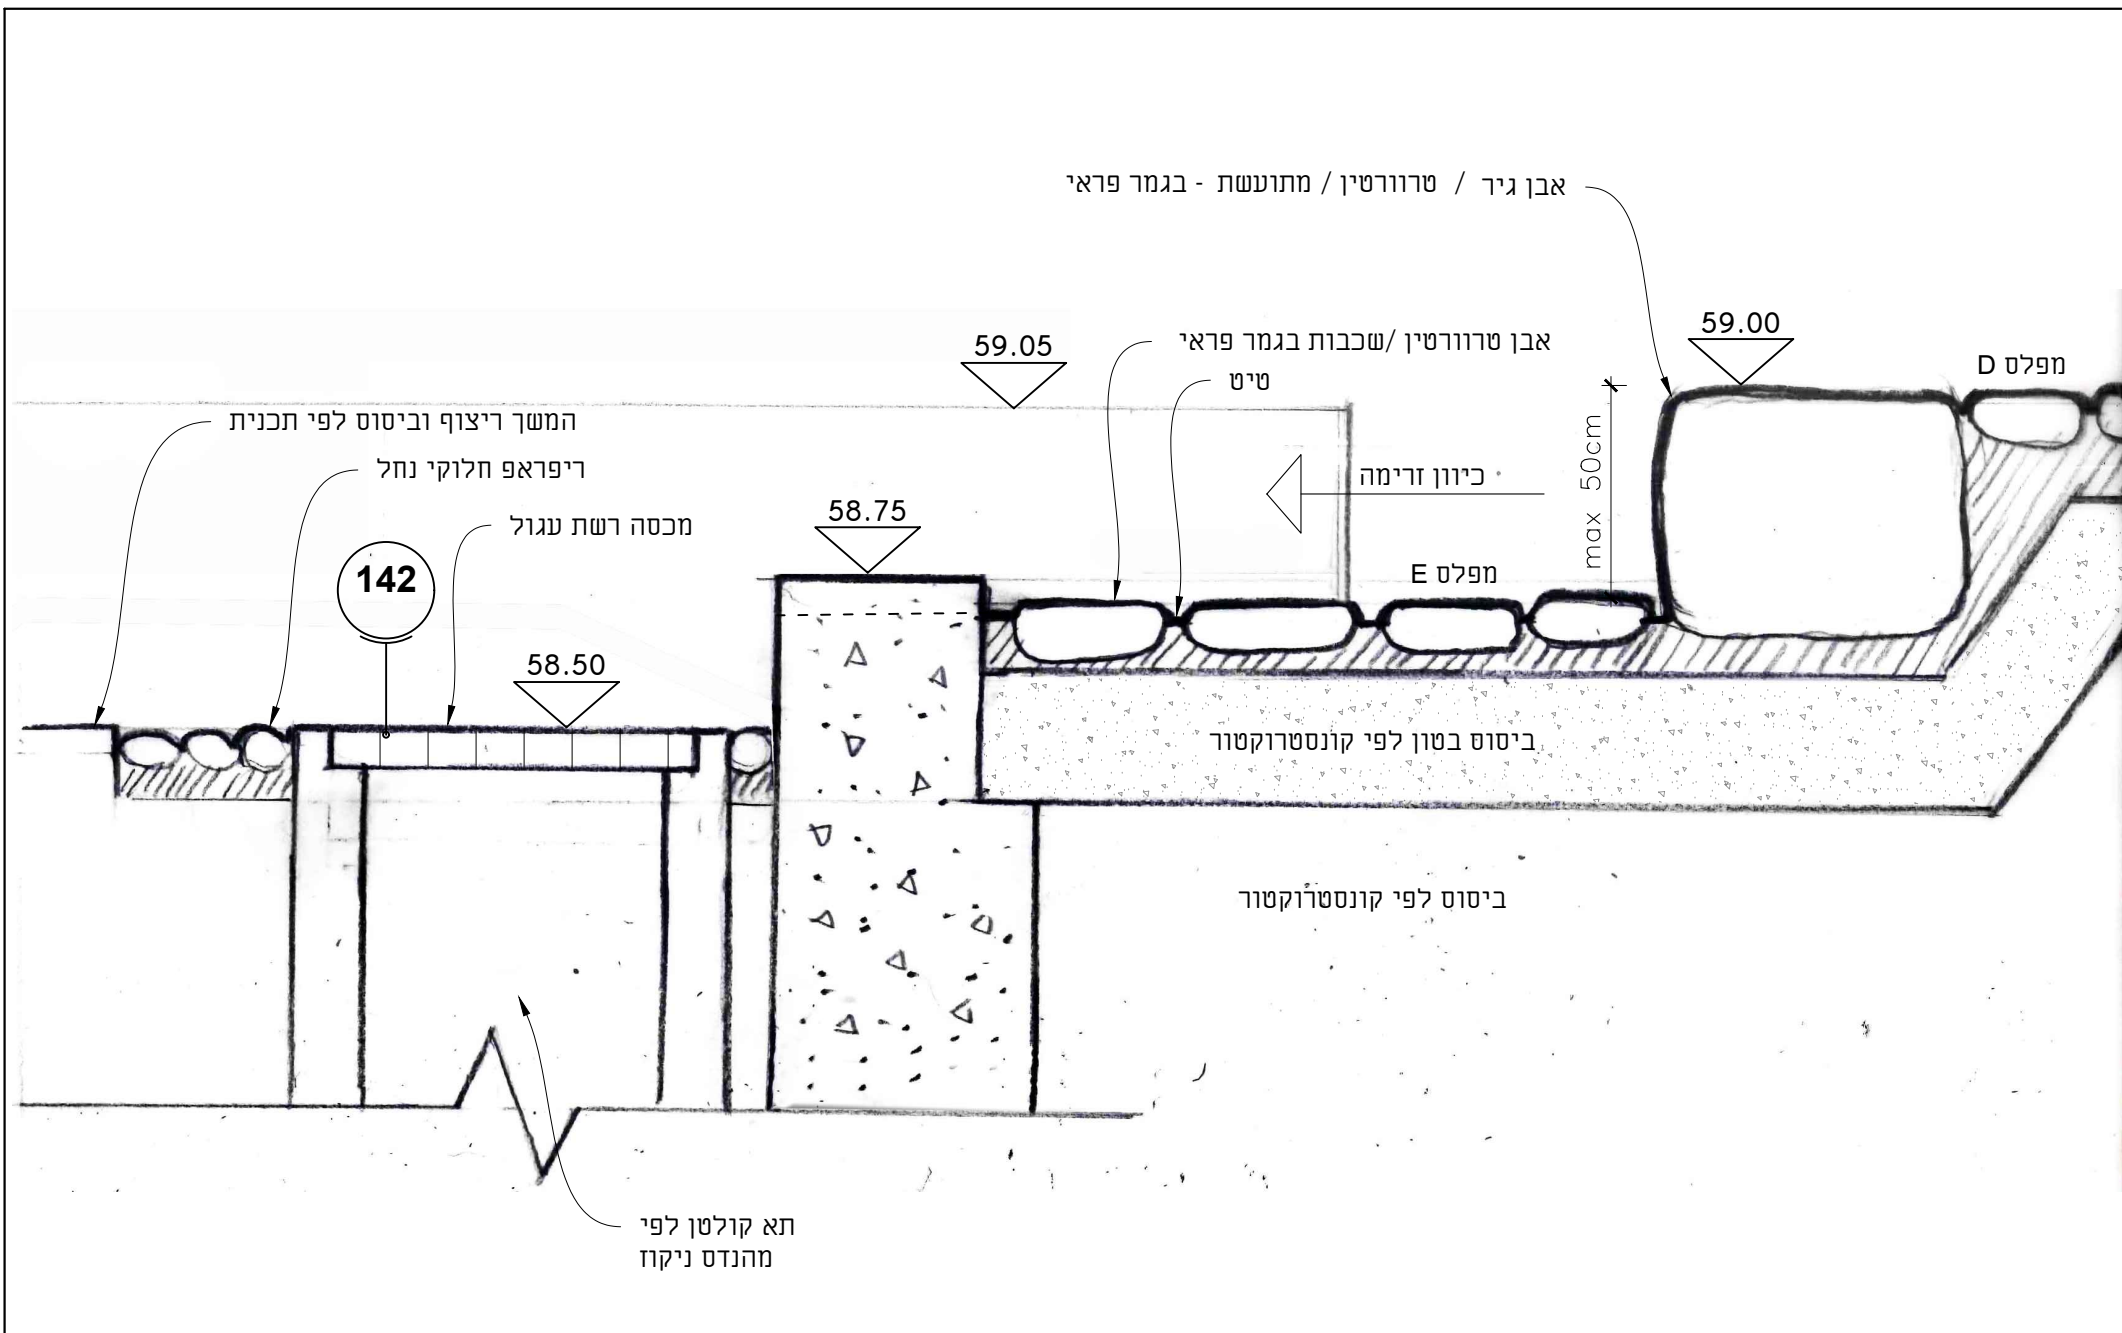 אבן גיר / טרוורטין / מתועשת - בגמר פראי
59.00
59.05
אבן טרוורטין /שכבות בגמר פראי
מפלס D
טיט
max 50cm
המשך ריצוף וביסוס לפי תכנית
ריפראפ חלוקי נחל
כיוון זרימה
58.75
מכסה רשת עגול
142
מפלס E
58.50
ביסוס בטון לפי קונסטרוקטור
ביסוס לפי קונסטרוקטור
תא קולטן לפי
מהנדס ניקוז